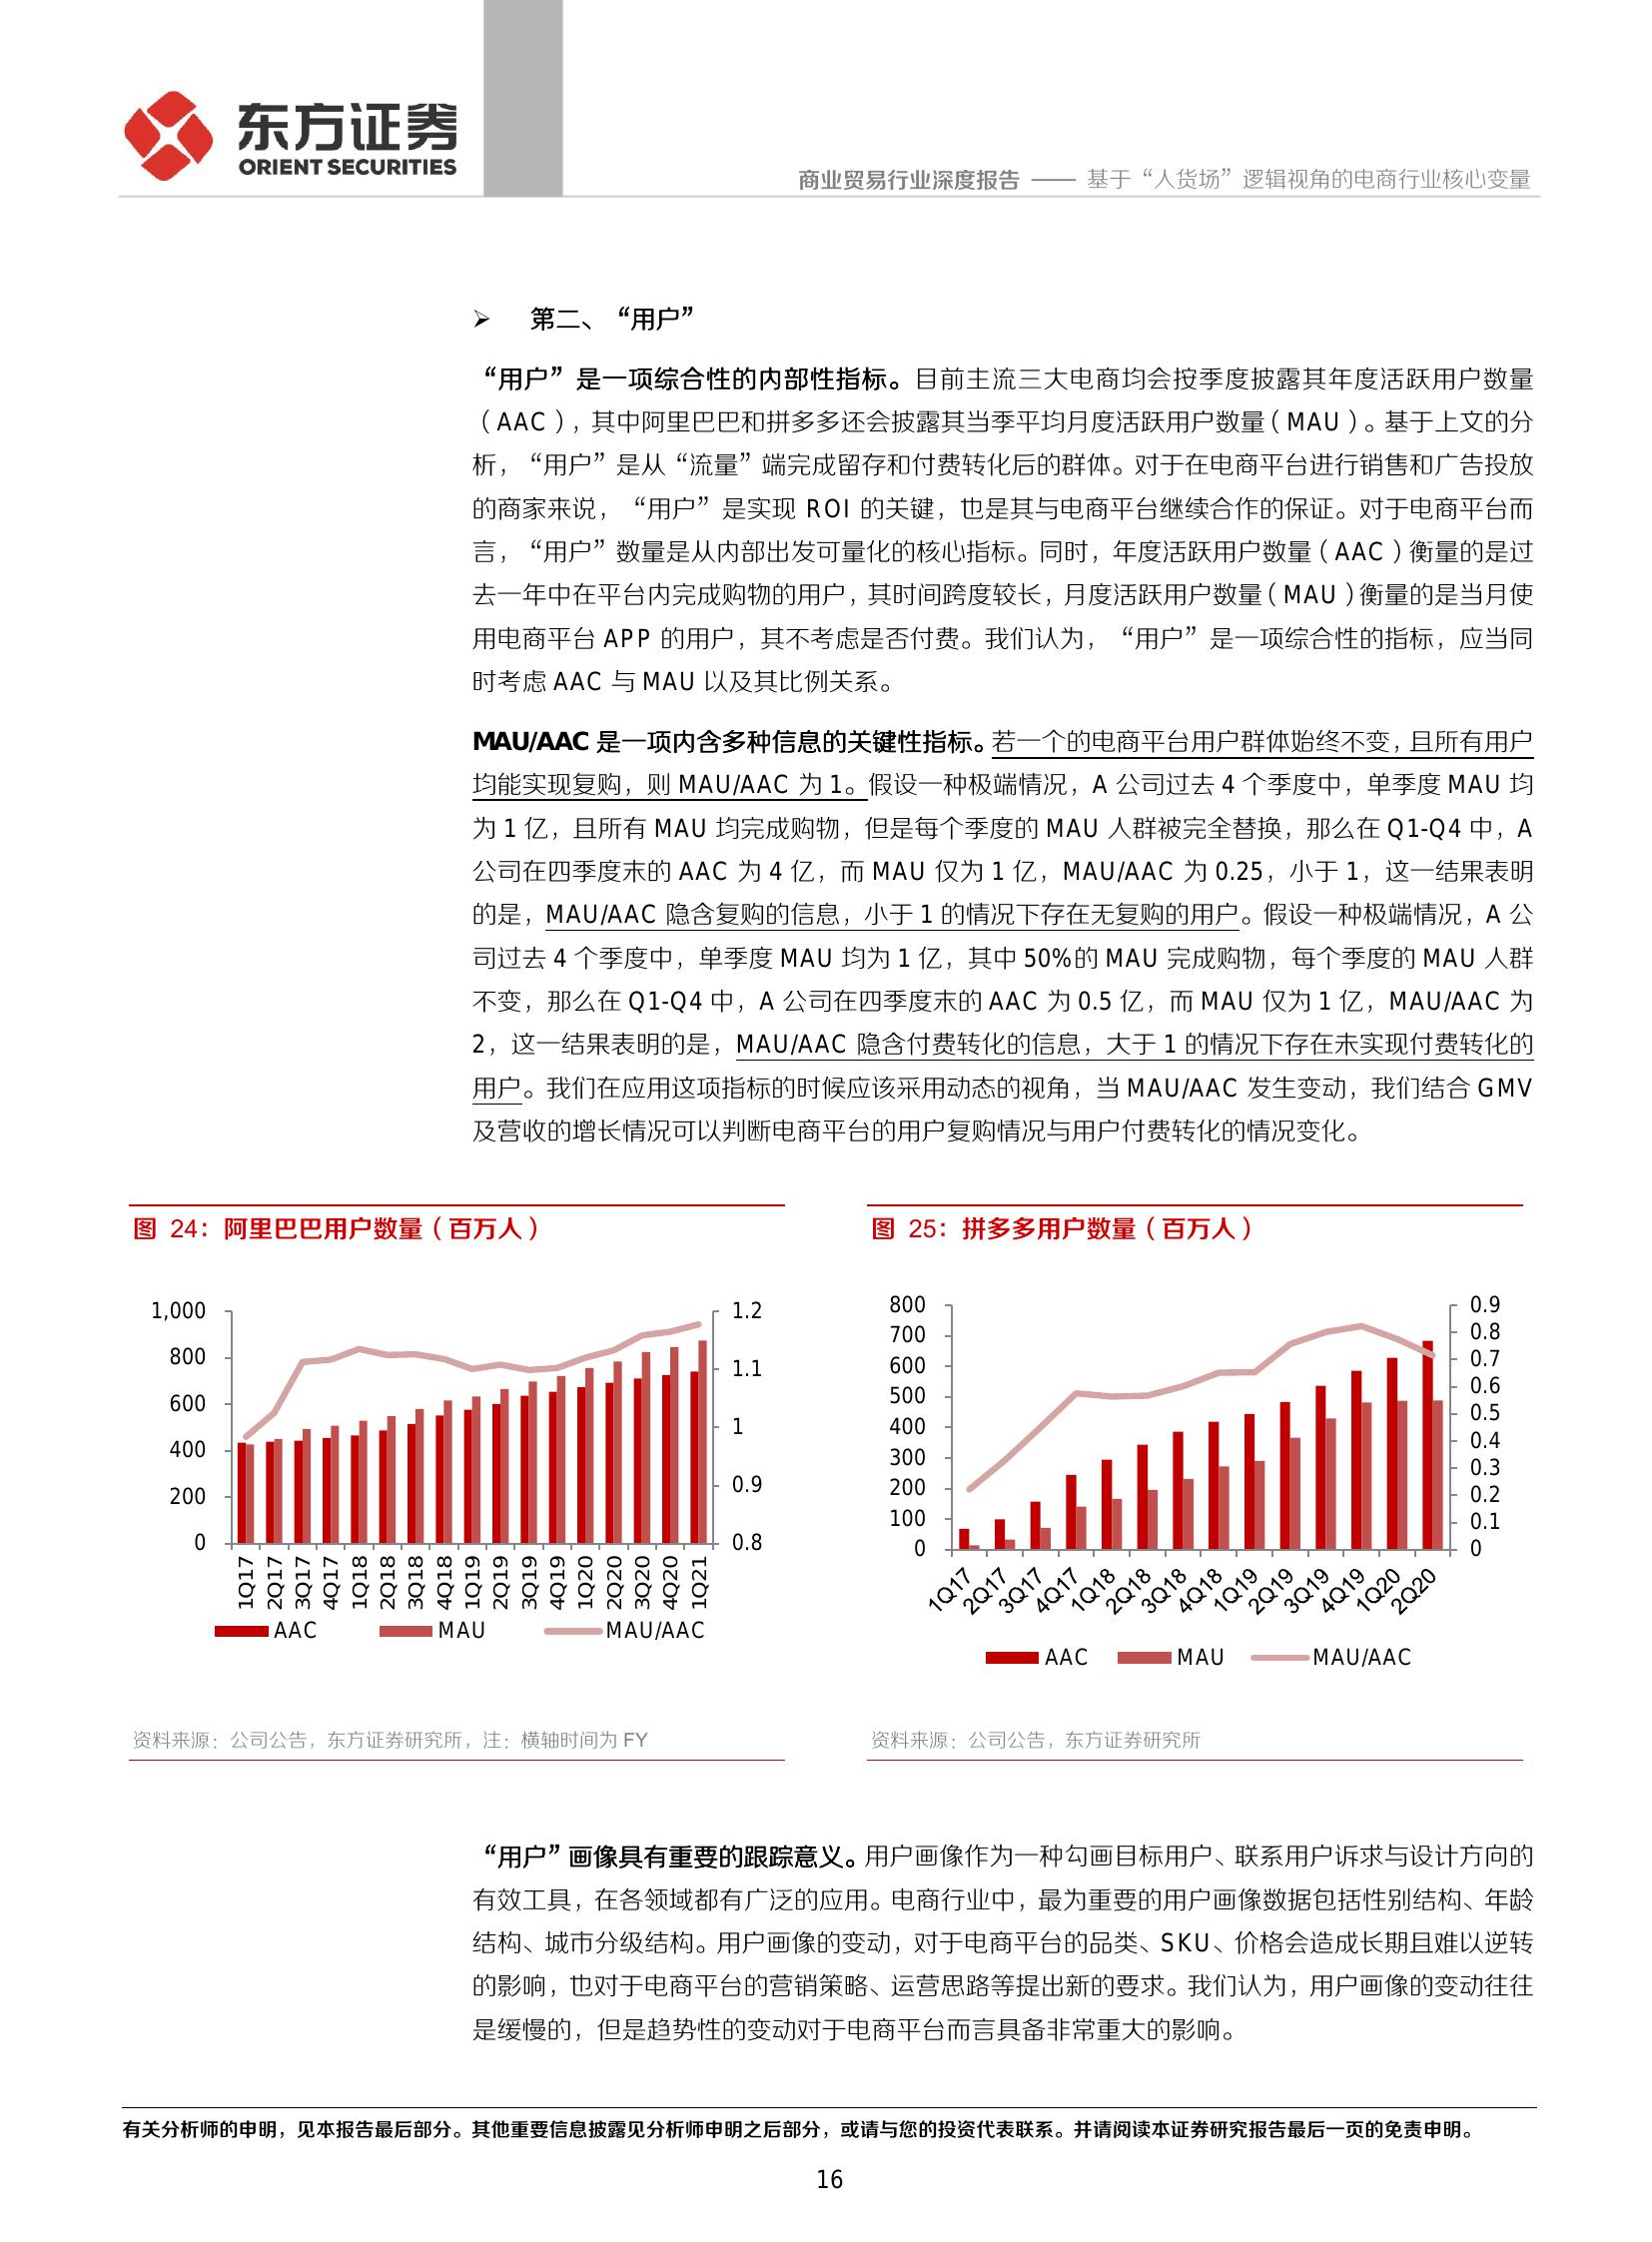 东方证券
ORIENT SECURITIES
商业贸易行业深度报告 —— 基于“人货场”逻辑视角的电商行业核心变量
➢ 第二、“用户”
“用户”是一项综合性的内部性指标。目前主流三大电商均会按季度披露其年度活跃用户数量
（AAC），其中阿里巴巴和拼多多还会披露其当季平均月度活跃用户数量（MAU）。基于上文的分
析，“用户”是从“流量”端完成留存和付费转化后的群体。对于在电商平台进行销售和广告投放
的商家来说，“用户”是实现 ROI 的关键，也是其与电商平台继续合作的保证。对于电商平台而
言，“用户”数量是从内部出发可量化的核心指标。同时，年度活跃用户数量（AAC）衡量的是过
去一年中在平台内完成购物的用户，其时间跨度较长，月度活跃用户数量（MAU）衡量的是当月使
用电商平台 APP 的用户，其不考虑是否付费。我们认为，“用户”是一项综合性的指标，应当同
时考虑 AAC 与 MAU 以及其比例关系。
MAU/AAC 是一项内含多种信息的关键性指标。若一个的电商平台用户群体始终不变，且所有用户
均能实现复购，则 MAU/AAC 为 1。假设一种极端情况，A 公司过去 4 个季度中，单季度 MAU 均
为 1 亿，且所有 MAU 均完成购物，但是每个季度的 MAU 人群被完全替换，那么在 Q1-Q4 中，A
公司在四季度末的 AAC 为 4 亿，而 MAU 仅为 1 亿，MAU/AAC 为 0.25，小于 1，这一结果表明
的是，MAU/AAC 隐含复购的信息，小于 1 的情况下存在无复购的用户。假设一种极端情况，A 公
司过去 4 个季度中，单季度 MAU 均为 1 亿，其中 50%的 MAU 完成购物，每个季度的 MAU 人群
不变，那么在 Q1-Q4 中，A 公司在四季度末的 AAC 为 0.5 亿，而 MAU 仅为 1 亿，MAU/AAC 为
2，这一结果表明的是，MAU/AAC 隐含付费转化的信息，大于 1 的情况下存在未实现付费转化的
用户。我们在应用这项指标的时候应该采用动态的视角，当 MAU/AAC 发生变动，我们结合 GMV
及营收的增长情况可以判断电商平台的用户复购情况与用户付费转化的情况变化。
图 24：阿里巴巴用户数量（百万人）
1,000
800
600
400
200
0
1.2
1.1
1
0.9
0.8
1Q17 2Q17 3Q17 4Q17 1Q18 2Q18 3Q18 4Q18 1Q19 2Q19 3Q19 4Q19 1Q20 2Q20 3Q20 4Q20 1Q21
AAC MAU MAU/AAC
资料来源：公司公告，东方证券研究所，注：横轴时间为 FY
图 25：拼多多用户数量（百万人）
800
700
600
500
400
300
200
100
0
0.9
0.8
0.7
0.6
0.5
0.4
0.3
0.2
0.1
0
1Q17 2Q17 3Q17 4Q17 1Q18 2Q18 3Q18 4Q18 1Q19 2Q19 3Q19 4Q19 1Q20 2Q20
AAC MAU MAU/AAC
资料来源：公司公告，东方证券研究所
“用户”画像具有重要的跟踪意义。用户画像作为一种勾画目标用户、联系用户诉求与设计方向的
有效工具，在各领域都有广泛的应用。电商行业中，最为重要的用户画像数据包括性别结构、年龄
结构、城市分级结构。用户画像的变动，对于电商平台的品类、SKU、价格会造成长期且难以逆转
的影响，也对于电商平台的营销策略、运营思路等提出新的要求。我们认为，用户画像的变动往往
是缓慢的，但是趋势性的变动对于电商平台而言具备非常重大的影响。
有关分析师的申明，见本报告最后部分。其他重要信息披露见分析师申明之后部分，或请与您的投资代表联系。并请阅读本证券研究报告最后一页的免责申明。
16